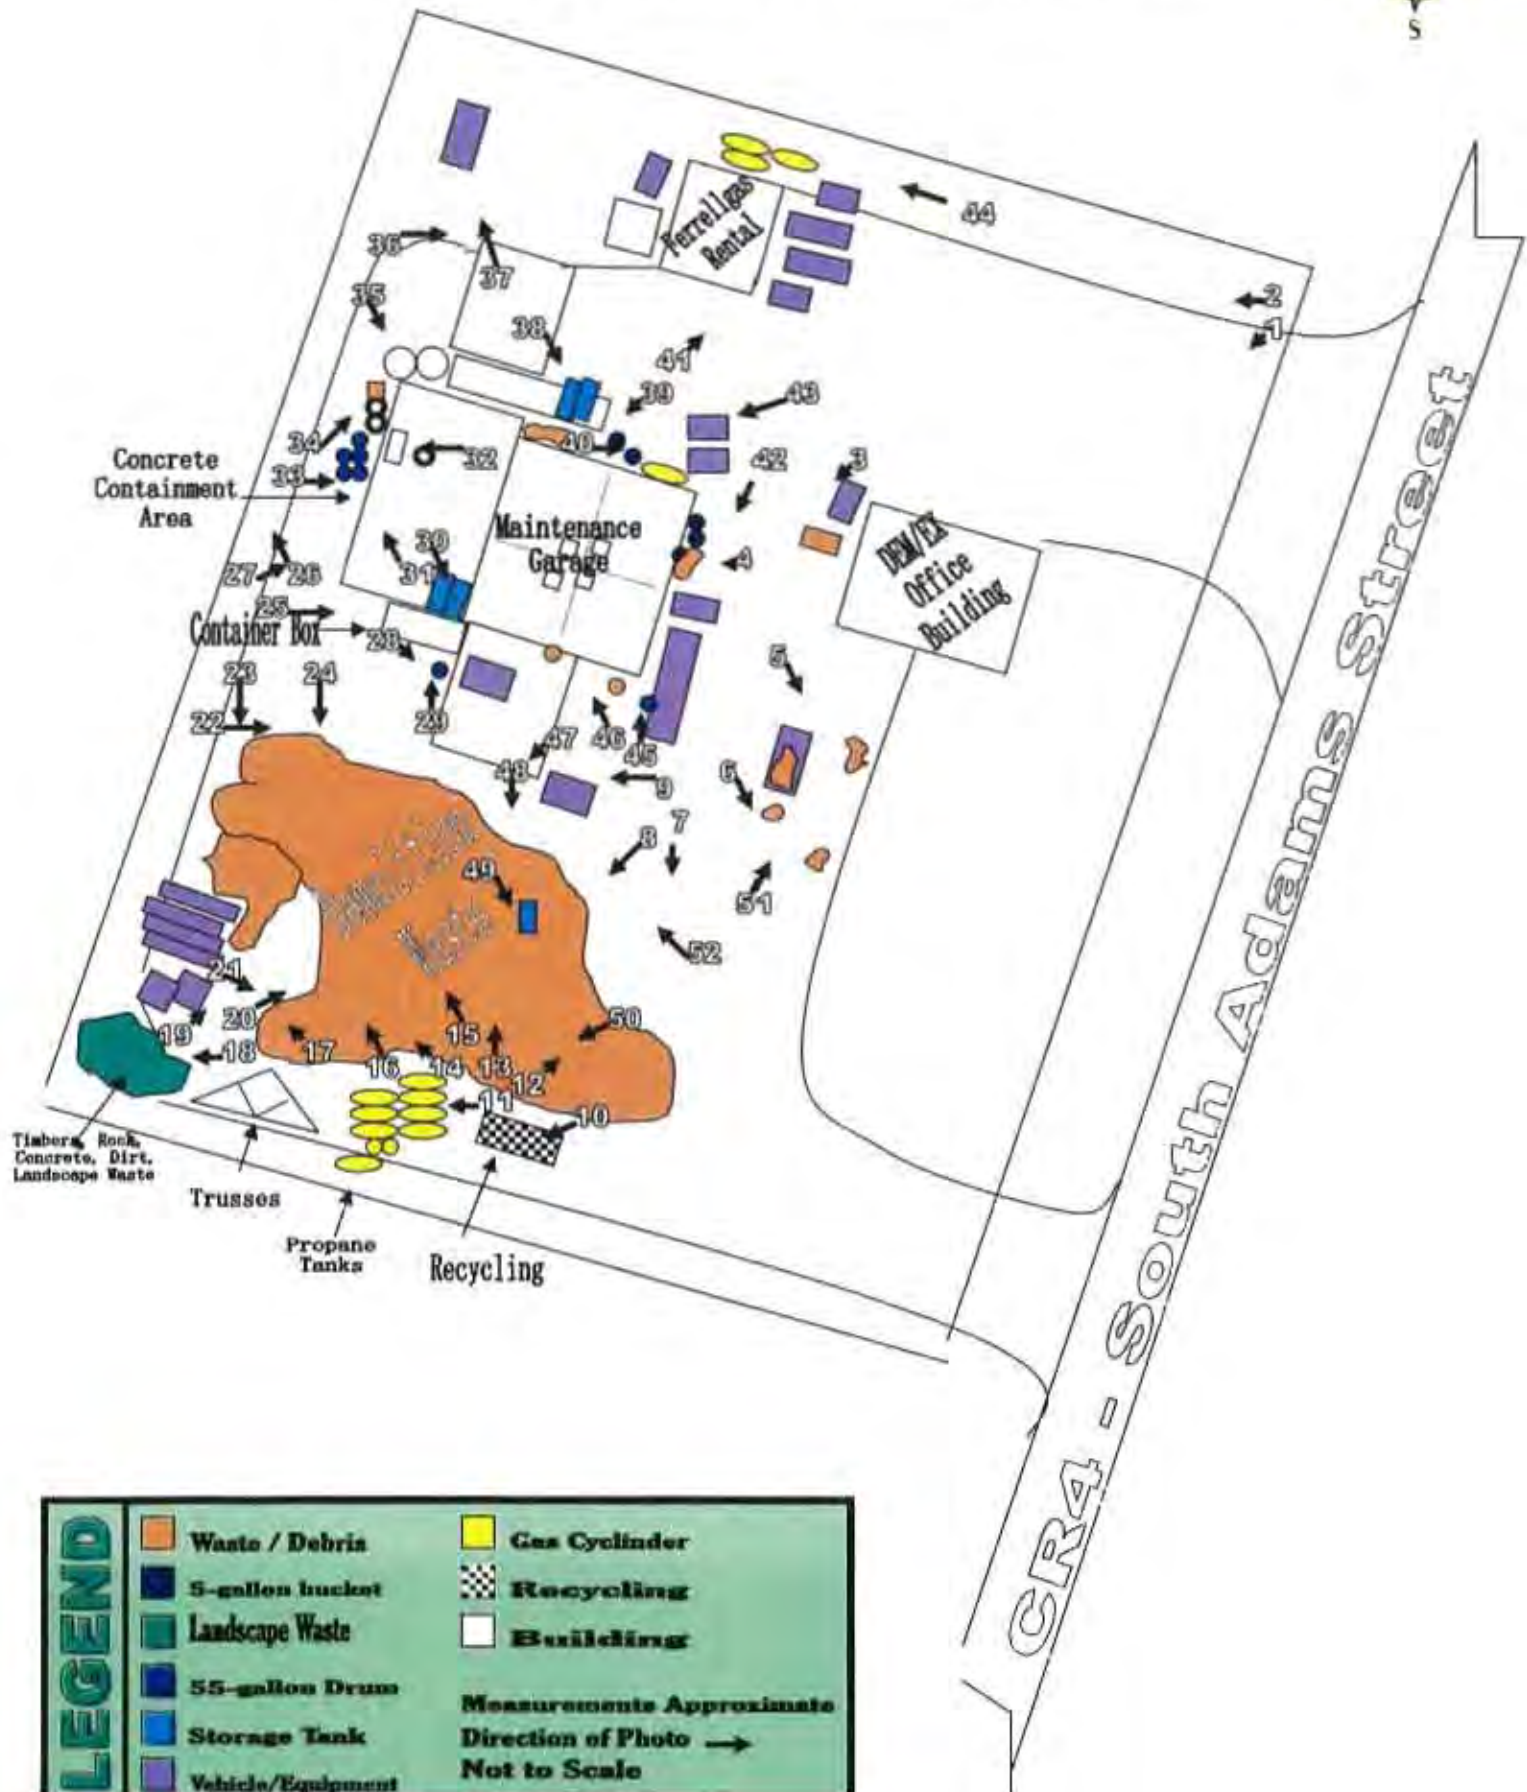 S
44
2
1
36
37
35
38
41
39
43
Ferrellgas
Rental
34
40
32
42
3
33
Concrete
Containment
Area
Maintenance
Garage
4
30
31
27
26
25
Container Box
28
DEM/EX
Office
Building
5
23
24
22
29
47
46
45
48
9
6
7
8
49
51
52
21
20
19
18
17
15
50
16
14
13
12
11
10
Timbers, Rock,
Concrete, Dirt,
Landscape Waste
Trusses
Propane
Tanks
Recycling
CR4 - South Adams Street
LEGEND
Waste / Debris
5-gallon bucket
Landscape Waste
55-gallon Drum
Storage Tank
Vehicle/Equipment
Gas Cyclinder
Recycling
Building
Measurements Approximate
Direction of Photo
Not to Scale